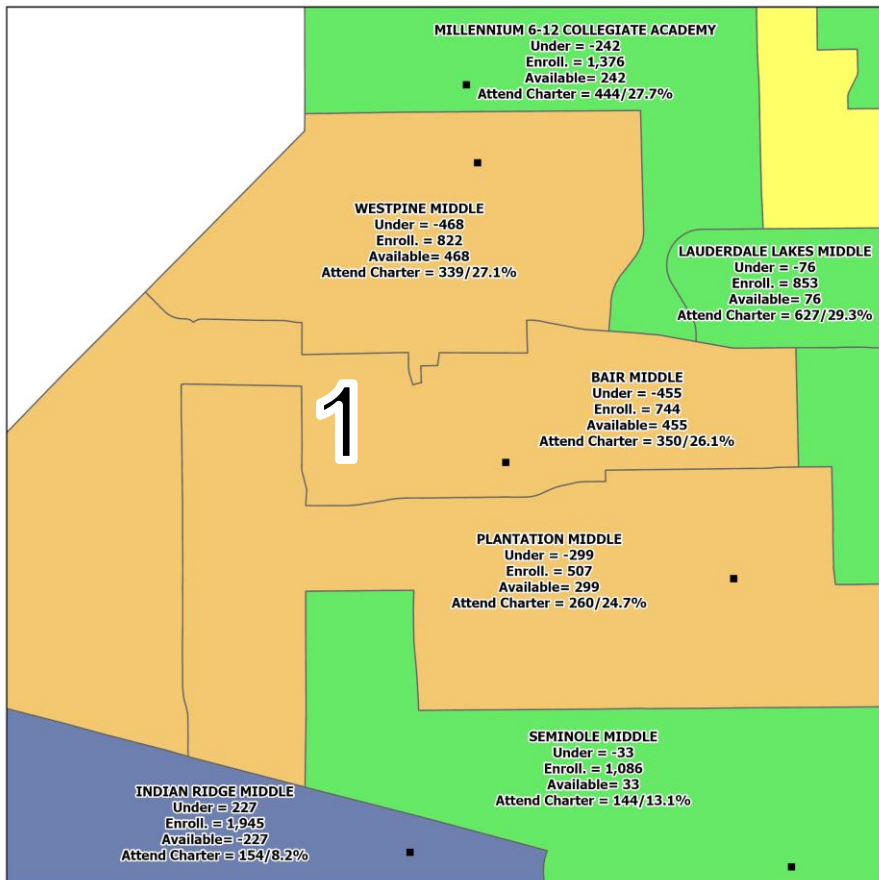 MILLENNIUM 6-12 COLLEGIATE ACADEMY
Under = -242
Enroll. = 1,376
Available= 242
Attend Charter = 444/27.7%
WESTPINE MIDDLE
Under = -468
Enroll. = 822
Available= 468
Attend Charter = 339/27.1%
LAUDERDALE LAKES MIDDLE
Under = -76
Enroll. = 853
Available= 76
Attend Charter = 627/29.3%
1
BAIR MIDDLE
Under = -455
Enroll. = 744
Available= 455
Attend Charter = 350/26.1%
PLANTATION MIDDLE
Under = -299
Enroll. = 507
Available= 299
Attend Charter = 260/24.7%
SEMINOLE MIDDLE
Under = -33
Enroll. = 1,086
Available= 33
Attend Charter = 144/13.1%
INDIAN RIDGE MIDDLE
Under = 227
Enroll. = 1,945
Available= -227
Attend Charter = 154/8.2%